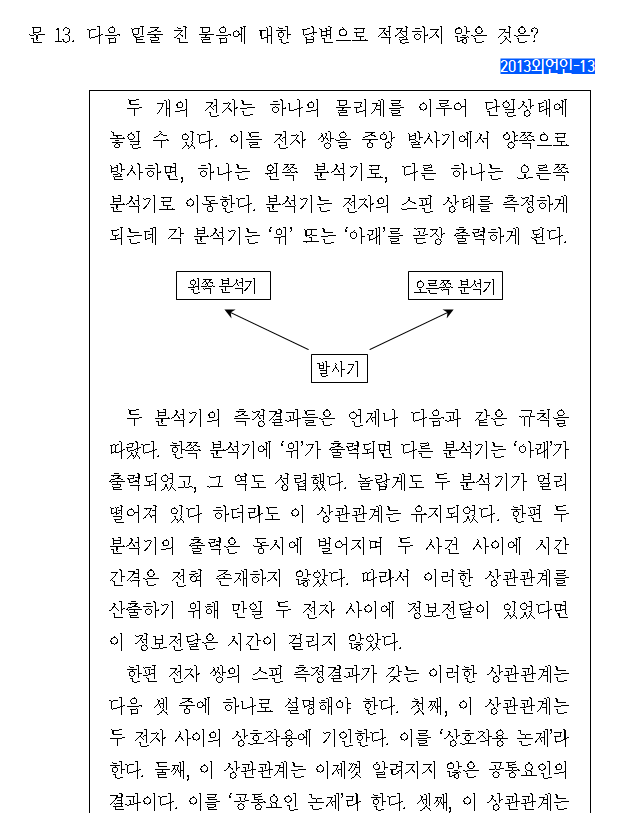 문 13. 다음 밑줄 친 물음에 대한 답변으로 적절하지 않은 것은?
2013외언인-13
두 개의 전자는 하나의 물리계를 이루어 단일상태에
놓일 수 있다. 이들 전자 쌍을 중앙 발사기에서 양쪽으로
발사하면, 하나는 왼쪽 분석기로, 다른 하나는 오른쪽
분석기로 이동한다. 분석기는 전자의 스핀 상태를 측정하게
되는데 각 분석기는 ‘위’ 또는 ‘아래’를 곧장 출력하게 된다.
왼쪽 분석기
오른쪽 분석기
발사기
두 분석기의 측정결과들은 언제나 다음과 같은 규칙을
따랐다. 한쪽 분석기에 ‘위’가 출력되면 다른 분석기는 ‘아래’가
출력되었고, 그 역도 성립했다. 놀랍게도 두 분석기가 멀리
떨어져 있다 하더라도 이 상관관계는 유지되었다. 한편 두
분석기의 출력은 동시에 벌어지며 두 사건 사이에 시간
간격은 전혀 존재하지 않았다. 따라서 이러한 상관관계를
산출하기 위해 만일 두 전자 사이에 정보전달이 있었다면
이 정보전달은 시간이 걸리지 않았다.
한편 전자 쌍의 스핀 측정결과가 갖는 이러한 상관관계는
다음 셋 중에 하나로 설명해야 한다. 첫째, 이 상관관계는
두 전자 사이의 상호작용에 기인한다. 이를 ‘상호작용 논제’라
한다. 둘째, 이 상관관계는 이제껏 알려지지 않은 공통요인의
결과이다. 이를 ‘공통요인 논제’라 한다. 셋째, 이 상관관계는